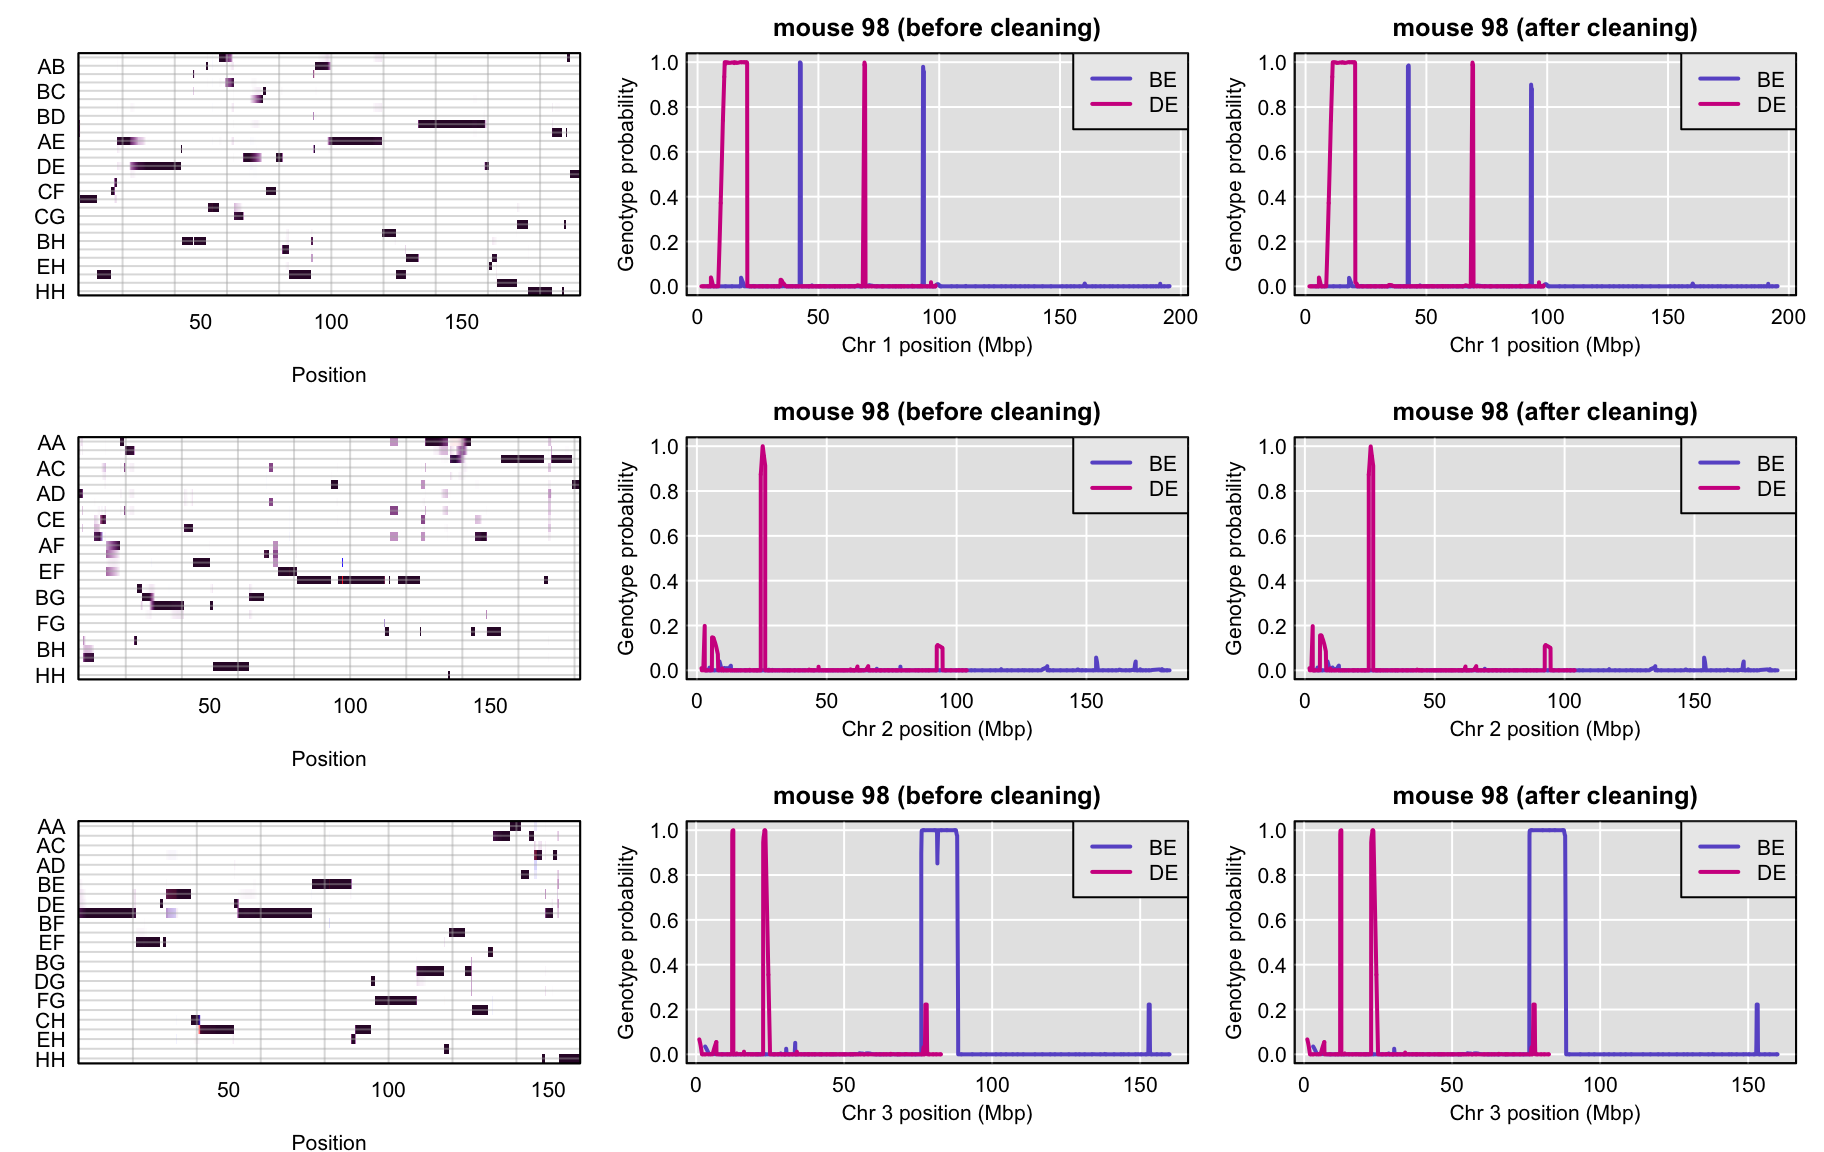 AB
BC
BD
AE
DE
CF
CG
BH
EH
HH
50 100 150
Position
mouse 98 (before cleaning)
Genotype probability
1.0
0.8
0.6
0.4
0.2
0.0
BE
DE
0 50 100 150 200
Chr 1 position (Mbp)
mouse 98 (after cleaning)
Genotype probability
1.0
0.8
0.6
0.4
0.2
0.0
BE
DE
0 50 100 150 200
Chr 1 position (Mbp)
AA
AC
AD
CE
AF
EF
BG
FG
BH
HH
50 100 150
Position
mouse 98 (before cleaning)
Genotype probability
1.0
0.8
0.6
0.4
0.2
0.0
BE
DE
0 50 100 150
Chr 2 position (Mbp)
mouse 98 (after cleaning)
Genotype probability
1.0
0.8
0.6
0.4
0.2
0.0
BE
DE
0 50 100 150
Chr 2 position (Mbp)
AA
AC
AD
BE
DE
BF
EF
BG
DG
FG
CH
EH
HH
50 100 150
Position
mouse 98 (before cleaning)
Genotype probability
1.0
0.8
0.6
0.4
0.2
0.0
BE
DE
0 50 100 150
Chr 3 position (Mbp)
mouse 98 (after cleaning)
Genotype probability
1.0
0.8
0.6
0.4
0.2
0.0
BE
DE
0 50 100 150
Chr 3 position (Mbp)